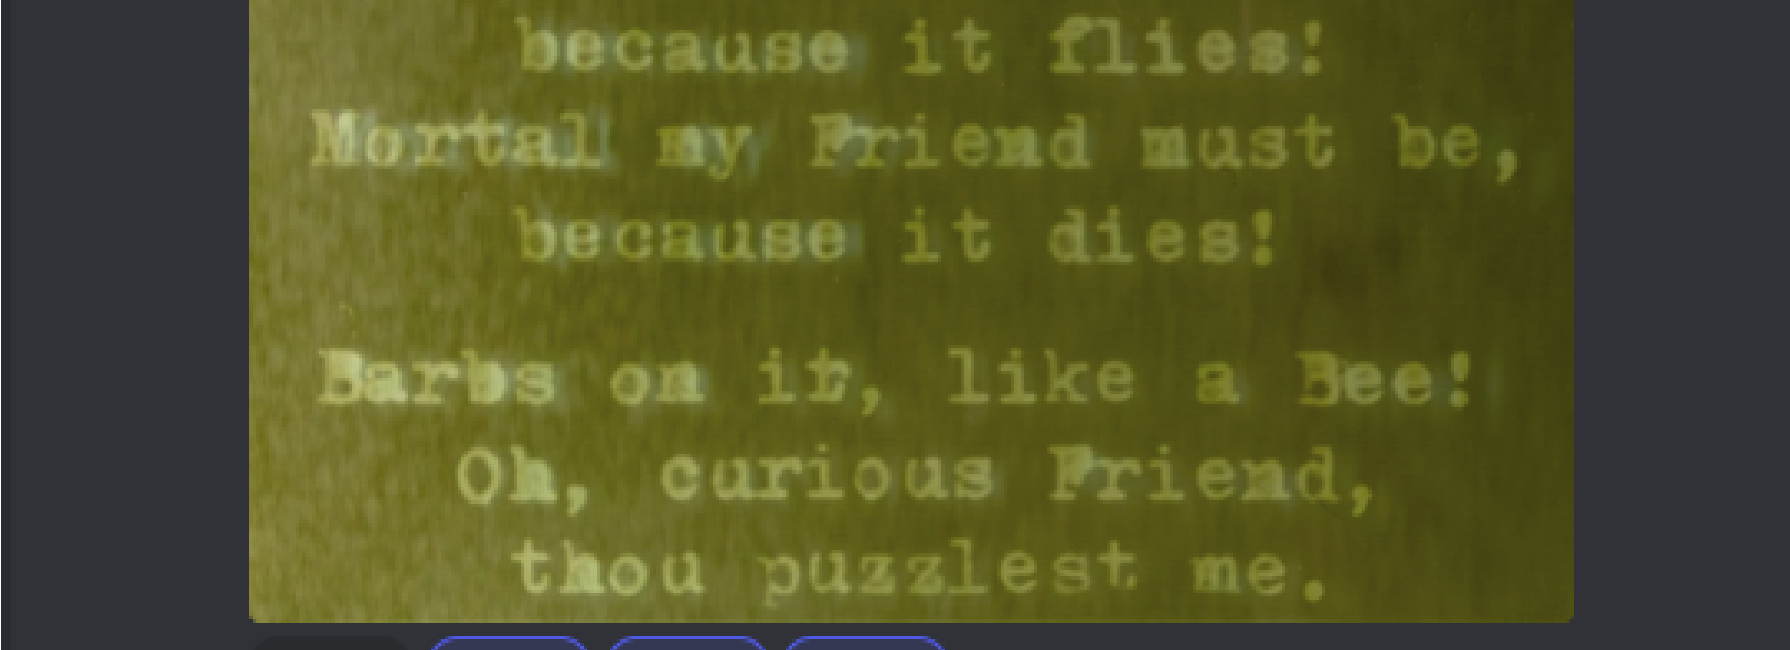 because it flies!
Mortal my Friend must be,
because it dies!
Barbs on it, like a Bee!
Oh, curious Friend,
thou puzzlest me.